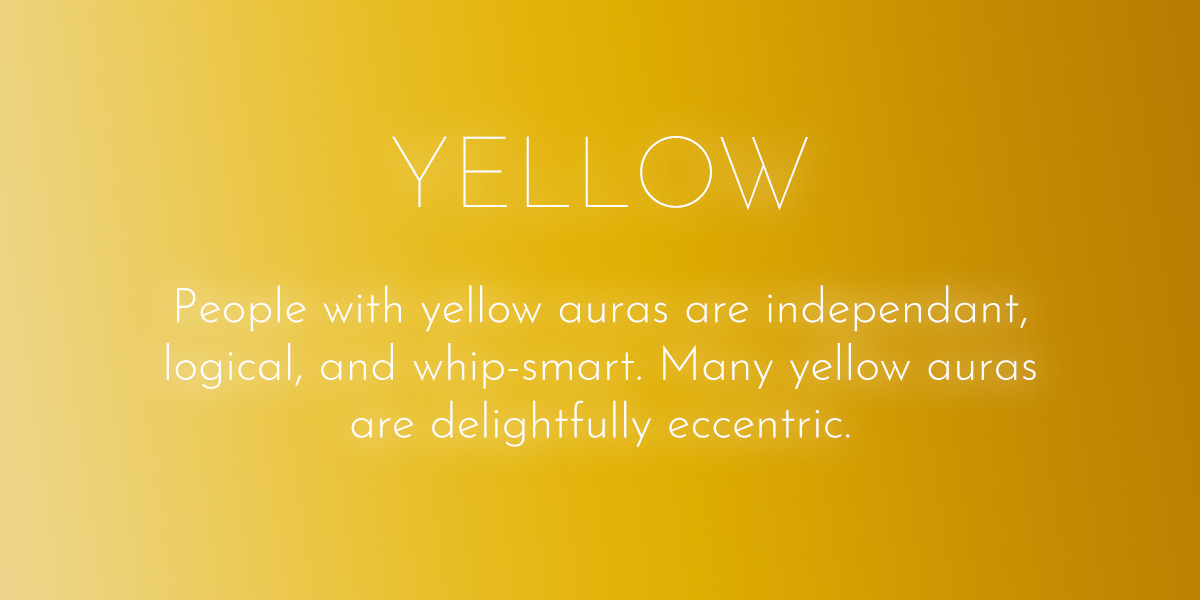 YELLOW
People with yellow auras are independant,
logical, and whip-smart. Many yellow auras
are delightfully eccentric.